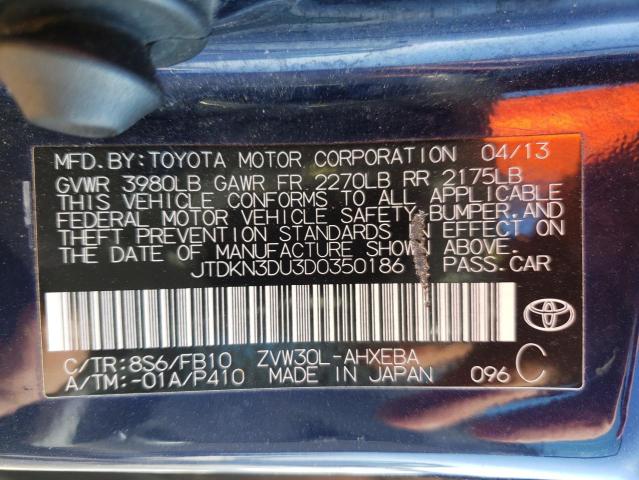 MFD.BY:TOYOTA MOTOR CORPORATION 04/13
GVWR 3980LB GAWR FR 2270LB RR 2175LB
THIS VEHICLE CONFORMS TO ALL APPLICABLE
FEDERAL MOTOR VEHICLE SAFETY, BUMPER, AND
THEFT PREVENTION STANDARDS IN EFFECT ON
THE DATE OF MANUFACTURE SHOWN ABOVE.
JTDKN3DU3D0350186 PASS.CAR
C/TR:8S6/FB10 ZVW30L-AHXEBA
A/TM:-01A/P410 MADE IN JAPAN 096 C